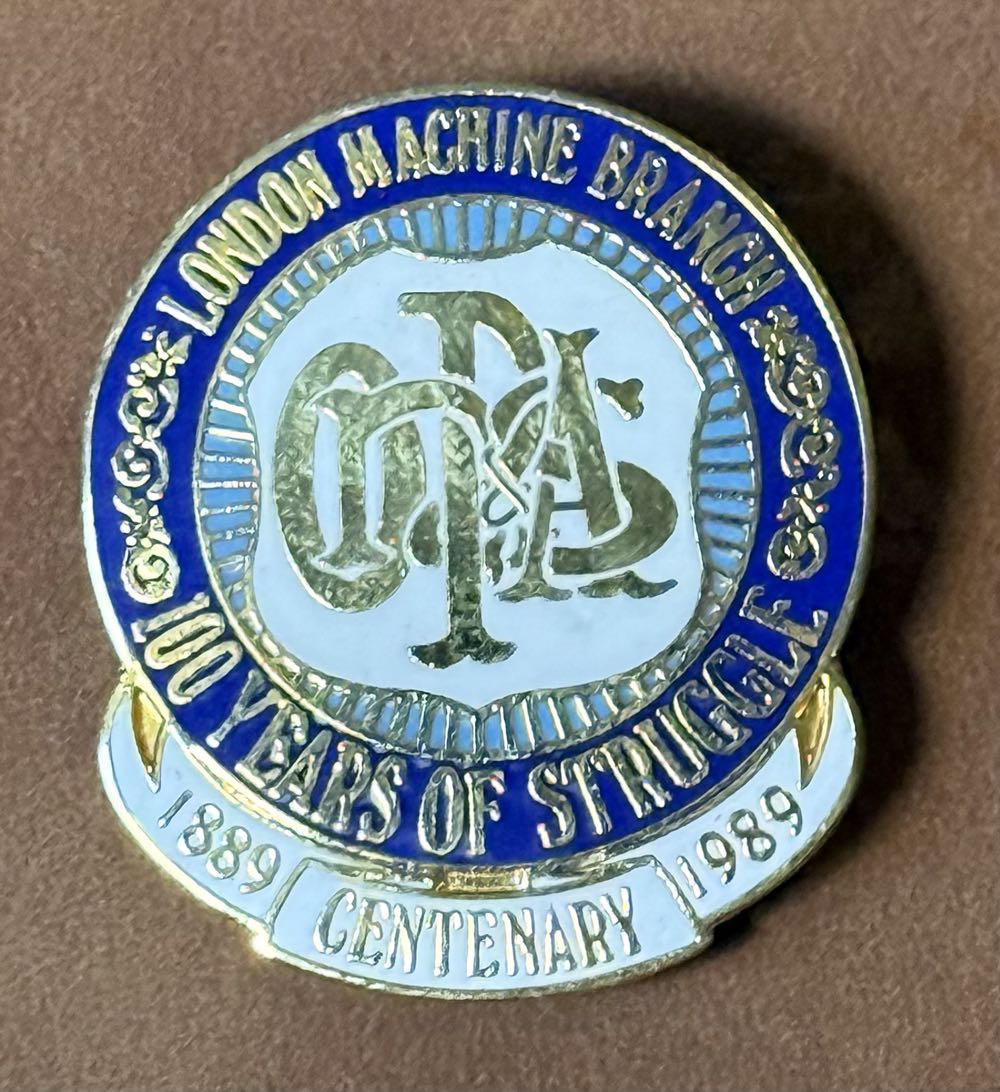 LONDON MACHINE BRANCH
100 YEARS OF STRUGGLE
1889 CENTENARY 1989